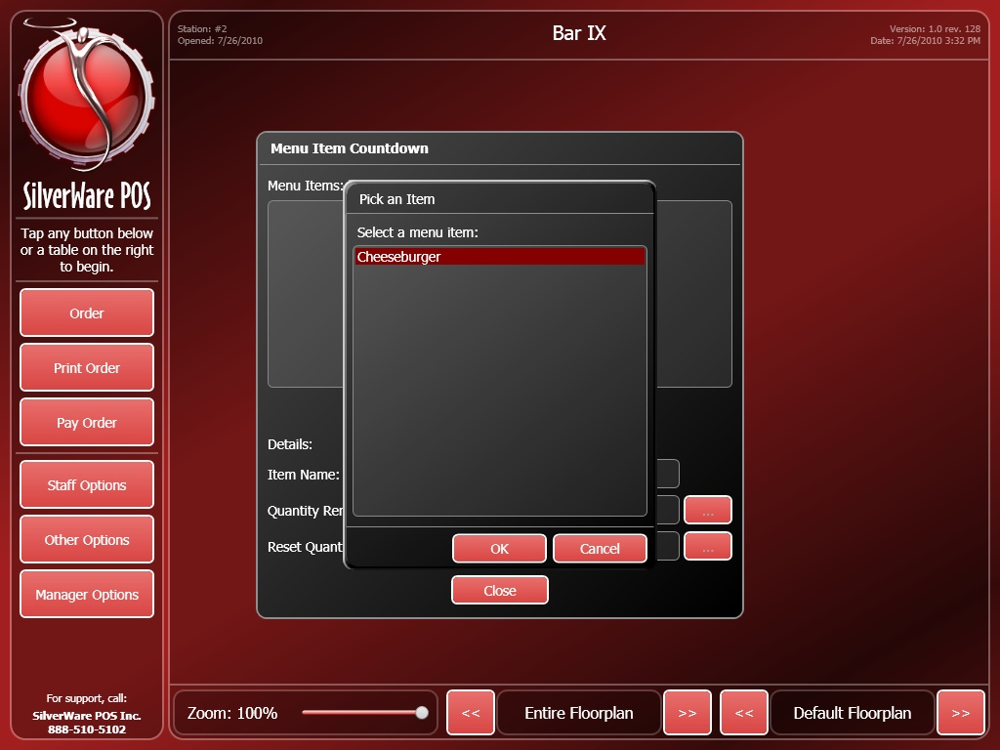 SilverWare POS
Tap any button below
or a table on the right
to begin.
Order
Print Order
Pay Order
Staff Options
Other Options
Manager Options
For support, call:
SilverWare POS Inc.
888-510-5102
Station: #2
Opened: 7/26/2010
Bar IX
Version: 1.0 rev. 128
Date: 7/26/2010 3:32 PM
Menu Item Countdown
Menu Items:
Pick an Item
Select a menu item:
Cheeseburger
OK
Cancel
Details:
Item Name:
Quantity Rem
...
Reset Quanti
...
Close
Zoom: 100%
<<
Entire Floorplan
>>
<<
Default Floorplan
>>